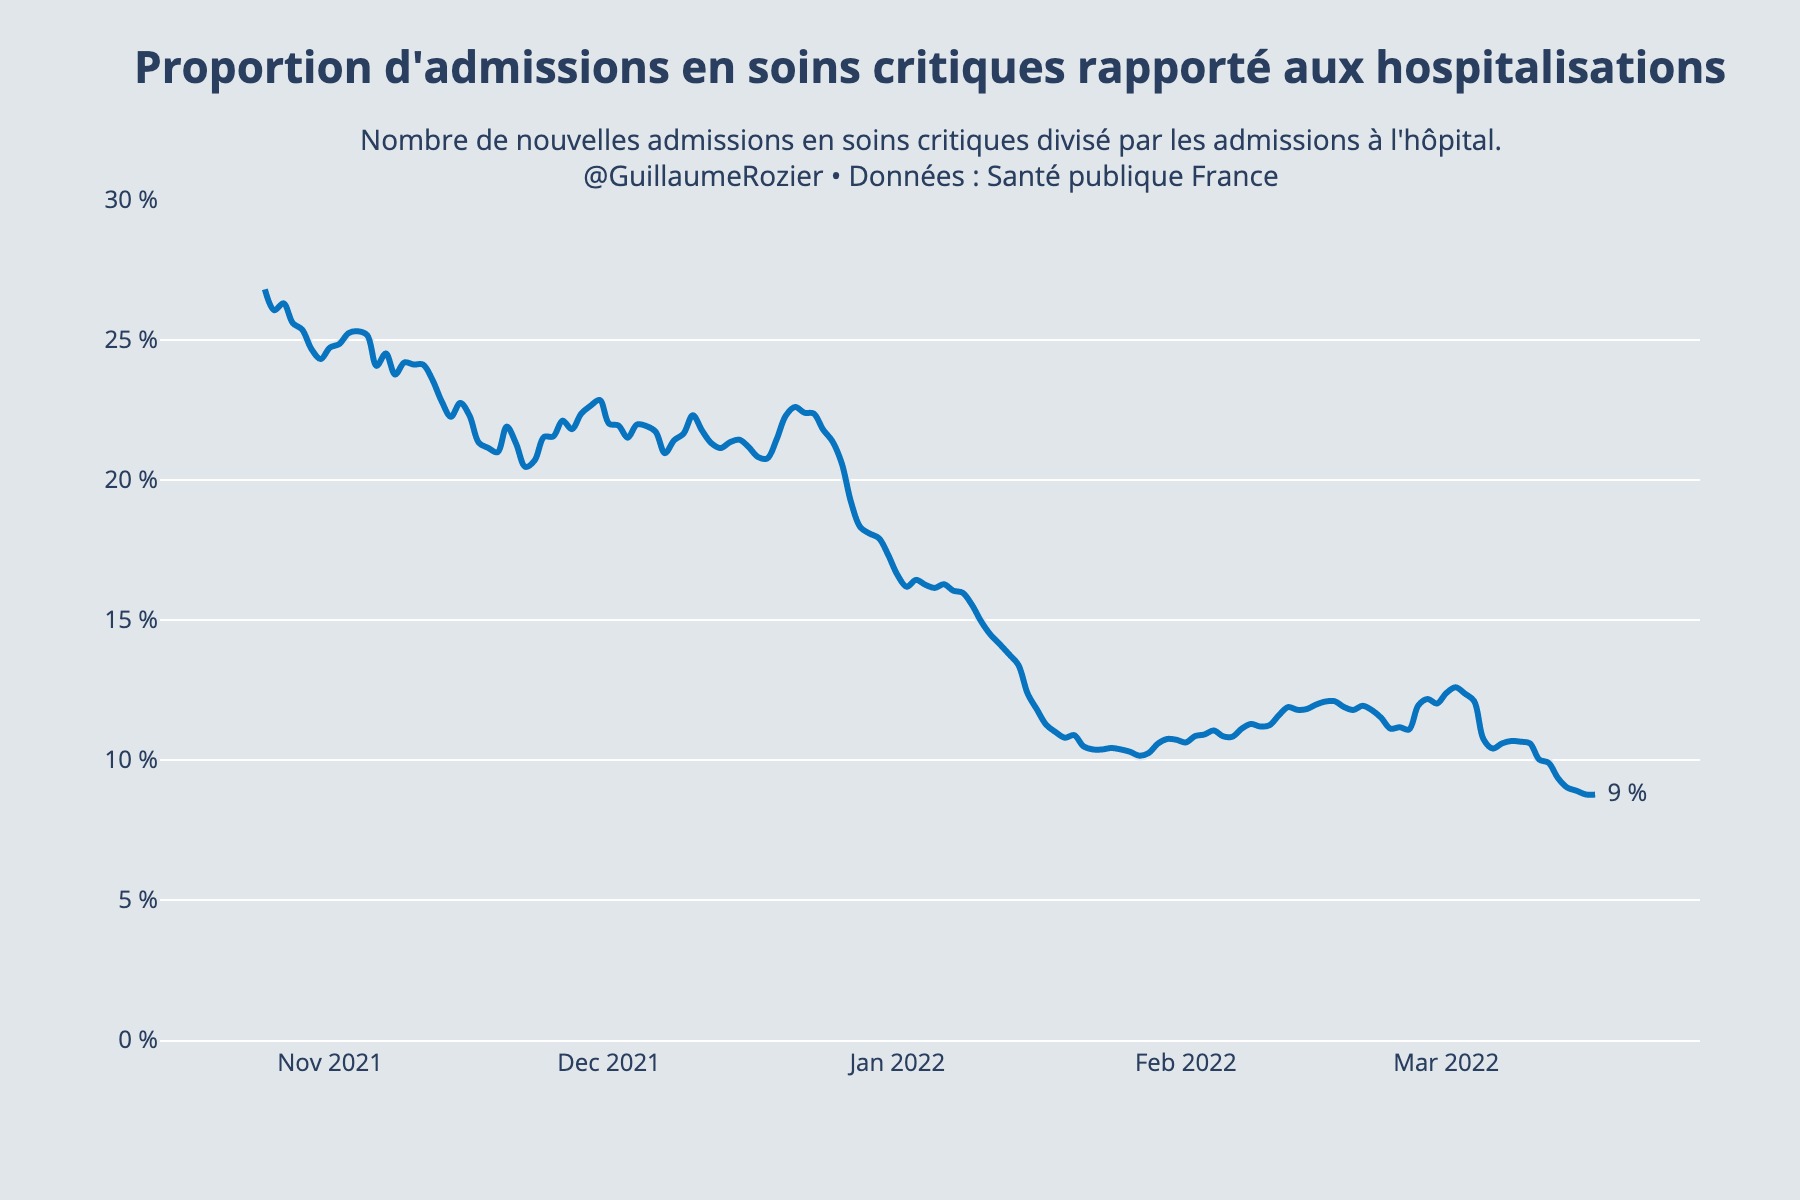 Proportion d'admissions en soins critiques rapporté aux hospitalisations
Nombre de nouvelles admissions en soins critiques divisé par les admissions à l'hôpital.
@GuillaumeRozier • Données : Santé publique France
30 %
25 %
20 %
15 %
10 %
9 %
5 %
0 %
Nov 2021 Dec 2021 Jan 2022 Feb 2022 Mar 2022